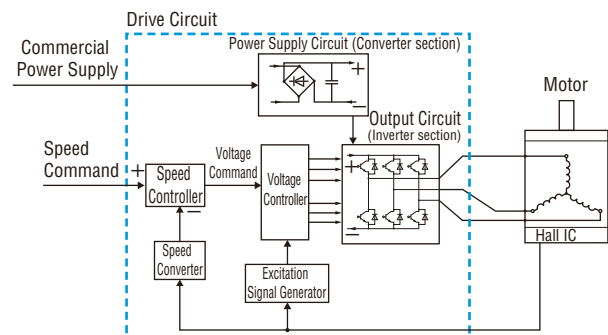 Drive Circuit
Commercial
Power Supply
Power Supply Circuit (Converter section)
+
−
Output Circuit
(Inverter section)
Motor
Speed
Command
+
Speed
Controller
−
Voltage
Command
Voltage
Controller
+
−
Hall IC
Speed
Converter
Excitation
Signal Generator